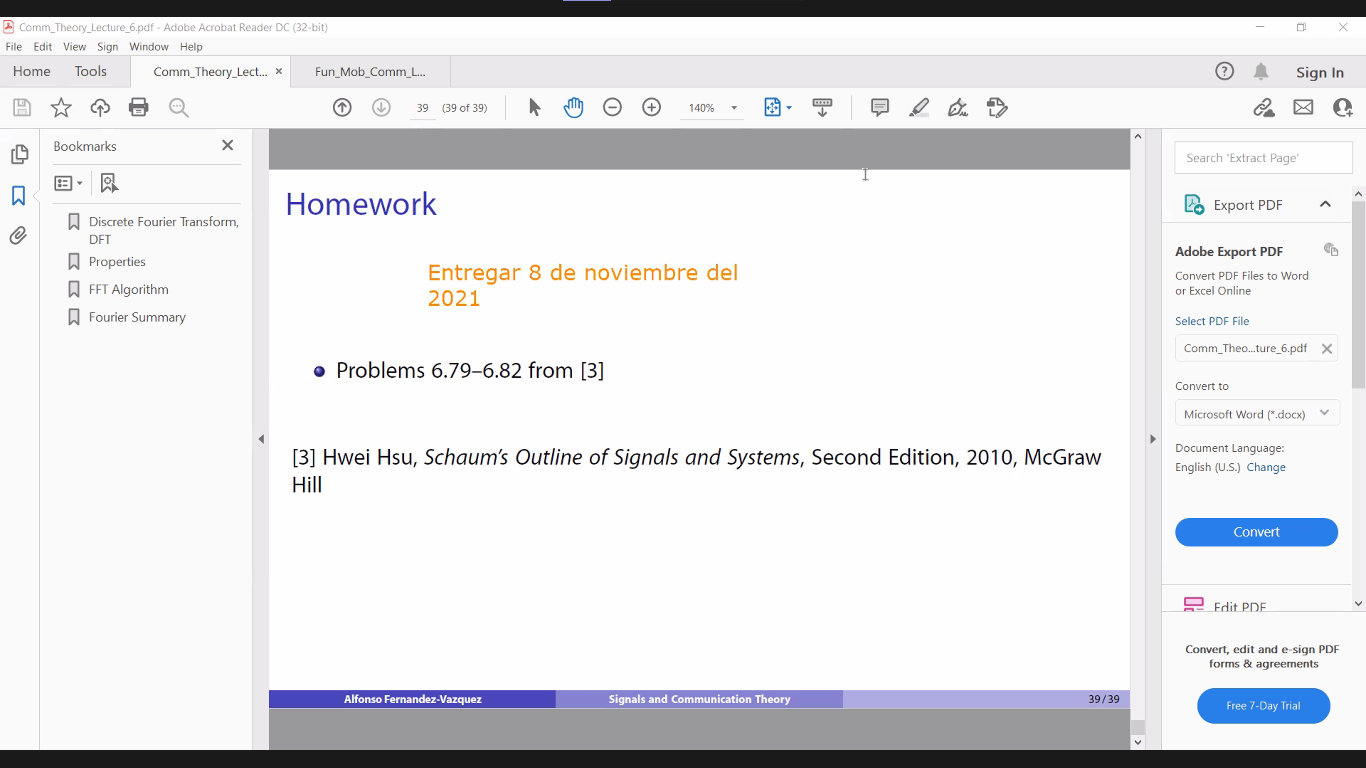 Comm_Theory_Lecture_6.pdf - Adobe Acrobat Reader DC (32-bit)
File Edit View Sign Window Help
Home Tools Comm_Theory_Lect... × Fun_Mob_Comm_L... Sign In
39 (39 of 39) 140%
Bookmarks
Discrete Fourier Transform,
DFT
Properties
FFT Algorithm
Fourier Summary
Homework
Entregar 8 de noviembre del
2021
Problems 6.79–6.82 from [3]
[3] Hwei Hsu, Schaum's Outline of Signals and Systems, Second Edition, 2010, McGraw
Hill
Alfonso Fernandez-Vazquez Signals and Communication Theory 39/39
Search 'Extract Page'
Export PDF
Adobe Export PDF
Convert PDF Files to Word
or Excel Online
Select PDF File
Comm_Theo...ture_6.pdf
Convert to
Microsoft Word (*.docx)
Document Language:
English (U.S.) Change
Convert
Edit PDF
Convert, edit and e-sign PDF
forms & agreements
Free 7-Day Trial